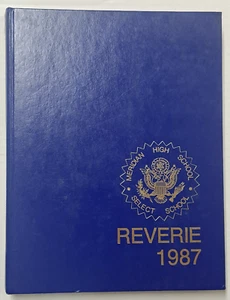 MERIDIAN HIGH SCHOOL
SELECT SCHOOL
REVERIE
1987